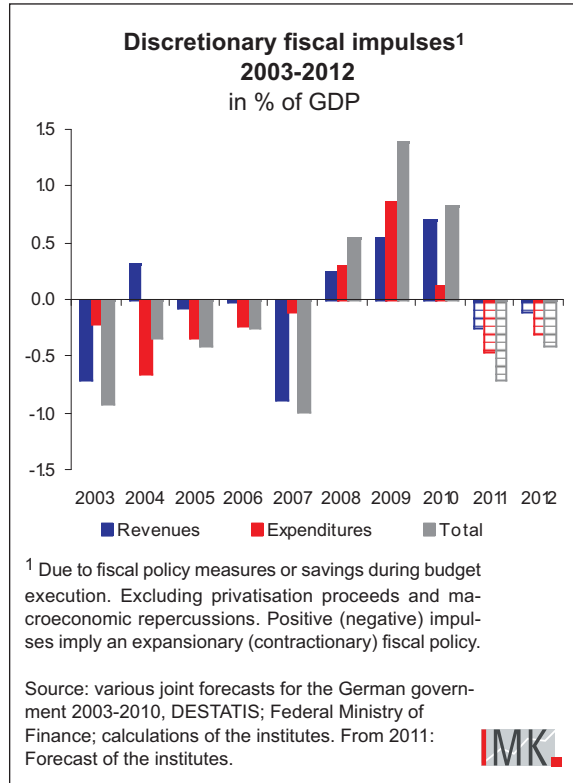 Discretionary fiscal impulses¹
2003-2012
in % of GDP
1.5
1.0
0.5
0.0
-0.5
-1.0
-1.5
2003 2004 2005 2006 2007 2008 2009 2010 2011 2012
Revenues Expenditures Total
¹ Due to fiscal policy measures or savings during budget
execution. Excluding privatisation proceeds and ma-
croeconomic repercussions. Positive (negative) impul-
ses imply an expansionary (contractionary) fiscal policy.
Source: various joint forecasts for the German govern-
ment 2003-2010, DESTATIS; Federal Ministry of
Finance; calculations of the institutes. From 2011:
Forecast of the institutes.
IMK